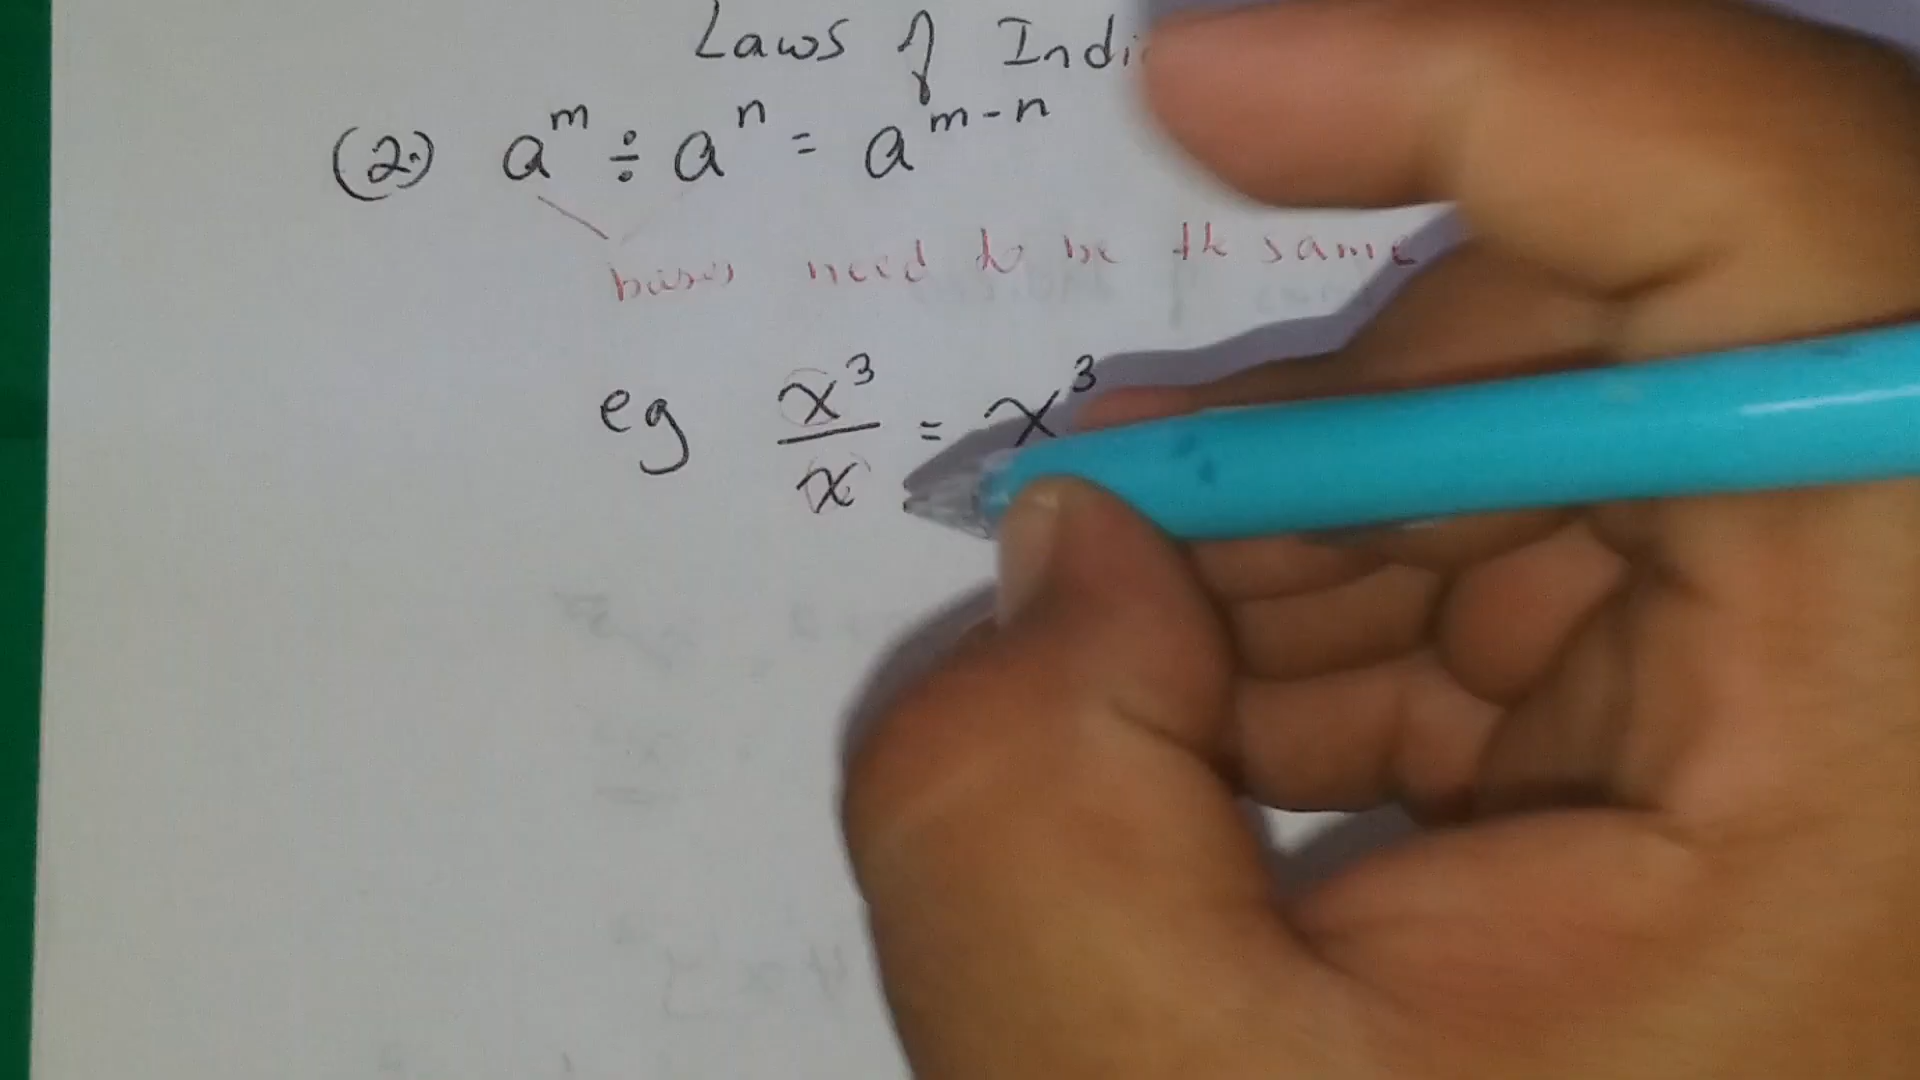 Laws of Indi
(2.) a^m ÷ a^n = a^{m-n}
bases need to be the same
eg x^3/x = x^3